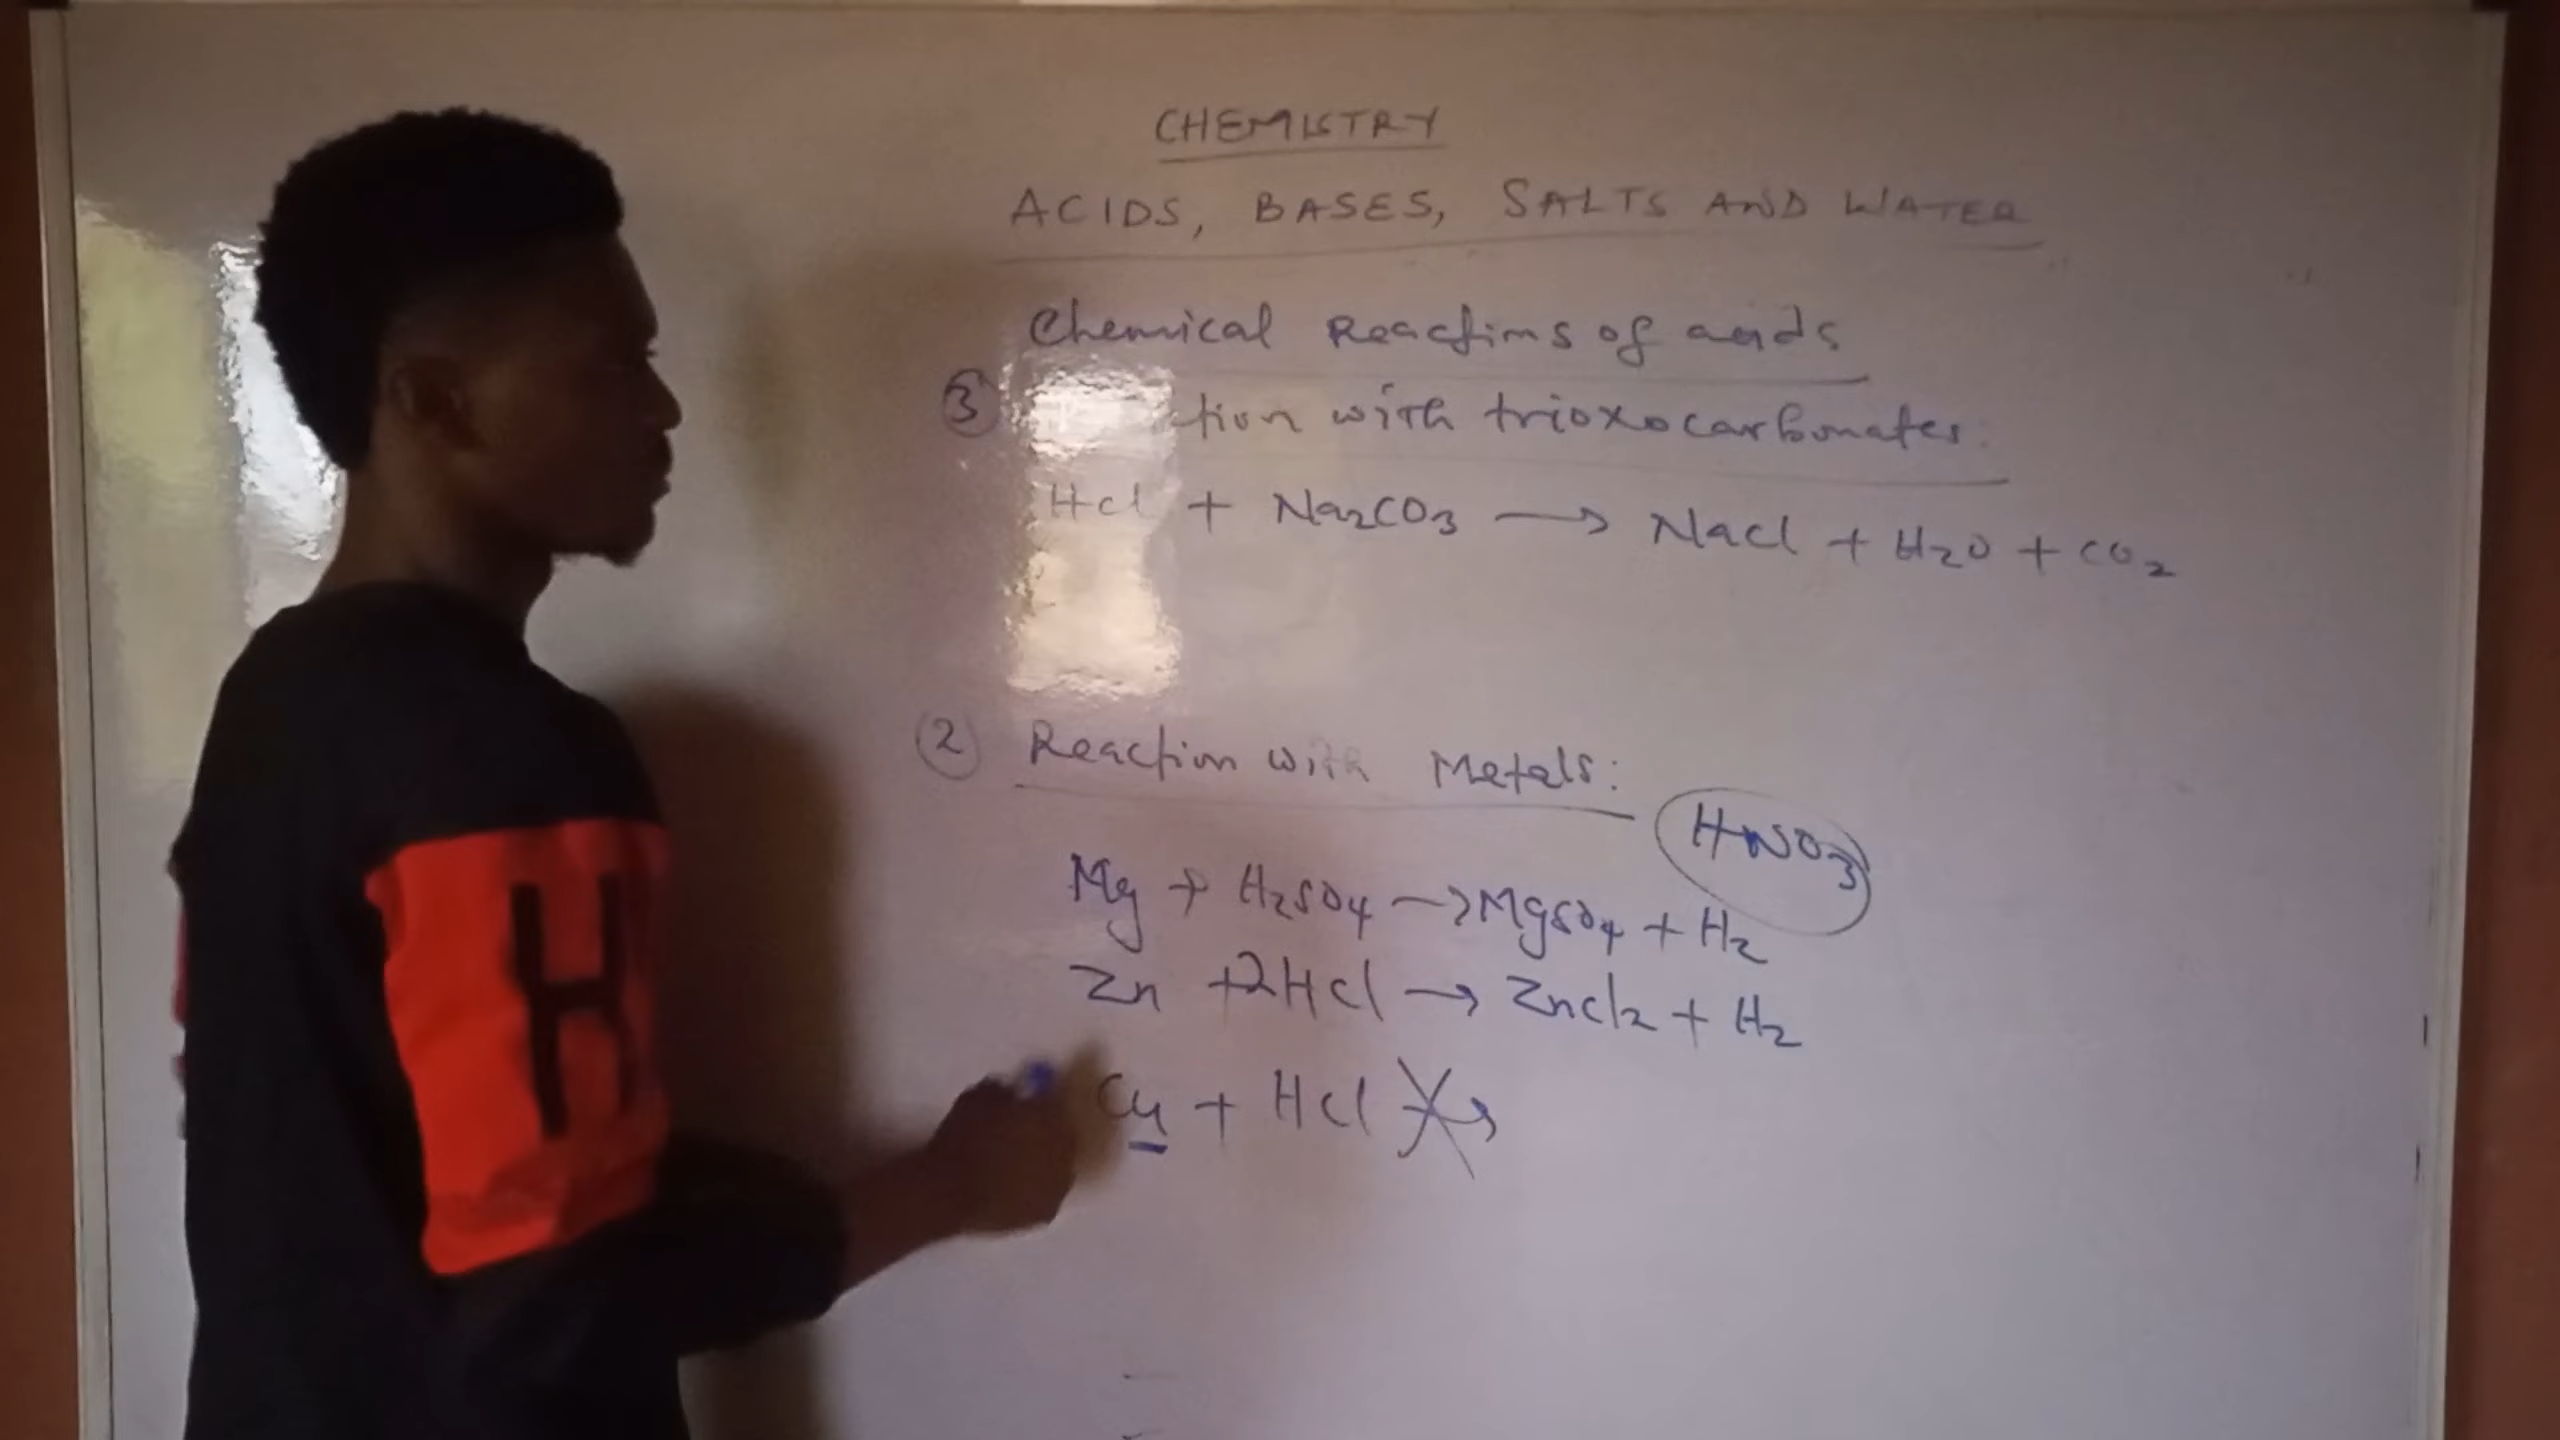 CHEMISTRY
ACIDS, BASES, SALTS AND WATER
Chemical Reactions of acids
③ tion with trioxocarbonates:
HCl + Na₂CO₃ → NaCl + H₂O + CO₂
② Reaction with Metals:
HNO₃
Mg + H₂SO₄ → MgSO₄ + H₂
Zn + 2HCl → ZnCl₂ + H₂
Cu + HCl ↛
H